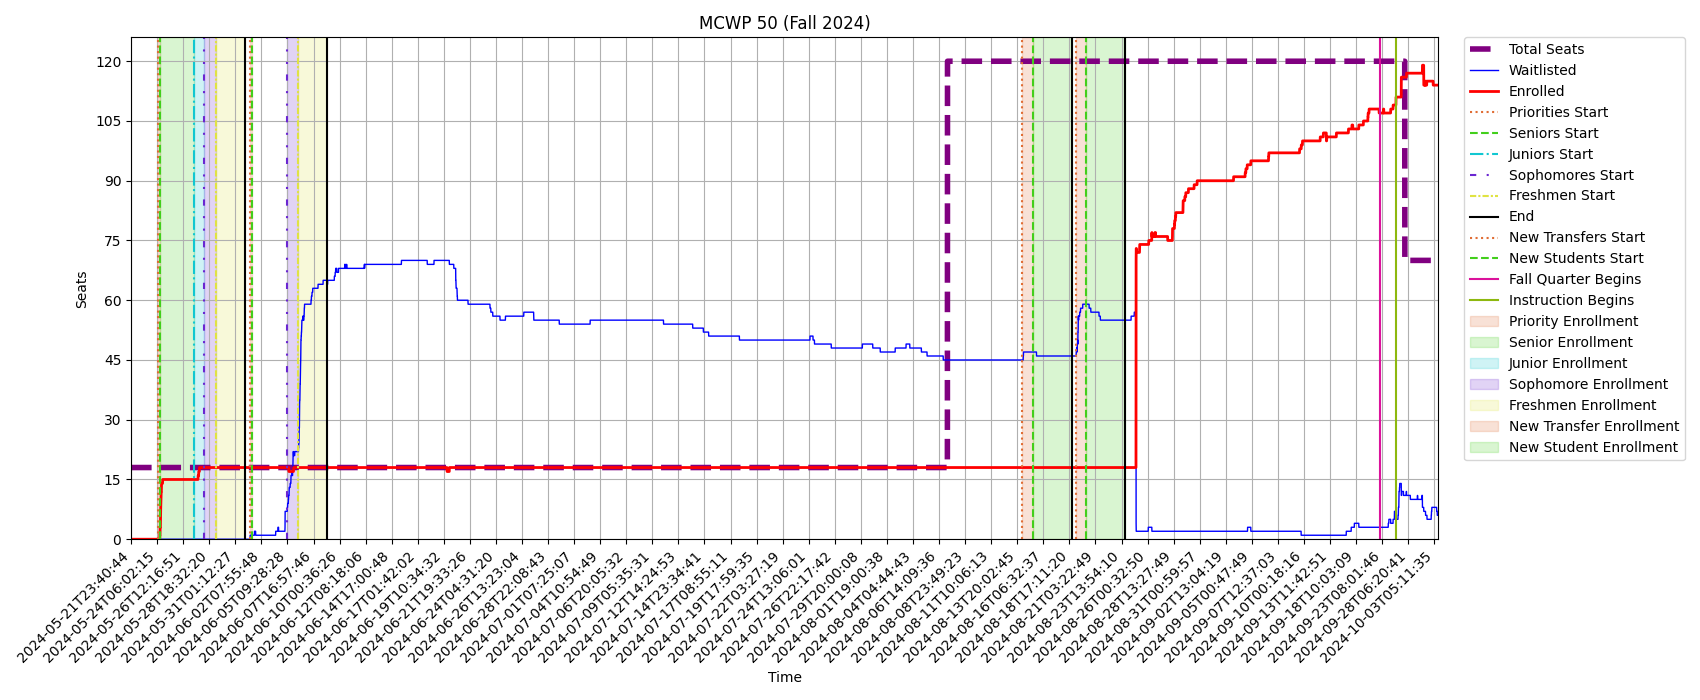 MCWP 50 (Fall 2024)
120
105
90
75
60
45
30
15
0
Seats
2024-05-21T23:40:44
2024-05-24T06:02:15
2024-05-26T12:16:51
2024-05-28T18:32:20
2024-05-31T01:12:27
2024-06-02T07:55:48
2024-06-05T09:28:28
2024-06-07T16:57:46
2024-06-10T00:36:26
2024-06-12T08:18:06
2024-06-14T17:00:48
2024-06-17T01:42:02
2024-06-19T10:34:32
2024-06-21T19:33:26
2024-06-24T04:31:20
2024-06-26T13:23:04
2024-06-28T22:08:43
2024-07-01T07:25:07
2024-07-04T10:54:49
2024-07-06T20:05:32
2024-07-09T05:35:31
2024-07-12T14:24:53
2024-07-14T23:34:41
2024-07-17T08:55:11
2024-07-19T17:59:35
2024-07-22T03:27:19
2024-07-24T13:06:01
2024-07-26T22:17:42
2024-07-29T20:00:08
2024-08-01T19:00:38
2024-08-04T04:44:43
2024-08-06T14:09:36
2024-08-08T23:49:23
2024-08-11T10:06:13
2024-08-13T20:02:45
2024-08-16T06:32:37
2024-08-18T17:11:20
2024-08-21T03:22:49
2024-08-23T13:54:10
2024-08-26T00:32:50
2024-08-28T13:27:49
2024-08-31T00:59:57
2024-09-02T13:04:19
2024-09-05T00:47:49
2024-09-07T12:37:03
2024-09-10T00:18:16
2024-09-13T11:42:51
2024-09-18T10:03:09
2024-09-23T08:01:46
2024-09-28T06:20:41
2024-10-03T05:11:35
Time
Total Seats
Waitlisted
Enrolled
Priorities Start
Seniors Start
Juniors Start
Sophomores Start
Freshmen Start
End
New Transfers Start
New Students Start
Fall Quarter Begins
Instruction Begins
Priority Enrollment
Senior Enrollment
Junior Enrollment
Sophomore Enrollment
Freshmen Enrollment
New Transfer Enrollment
New Student Enrollment